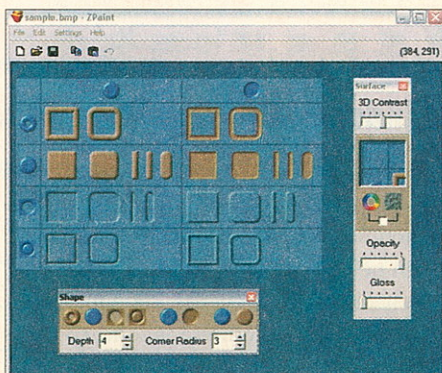 sample.bmp - ZPaint
File Edit Settings Help
(384, 291)
Surface
3D Contrast
Opacity
Gloss
Shape
Depth 4 Corner Radius 3